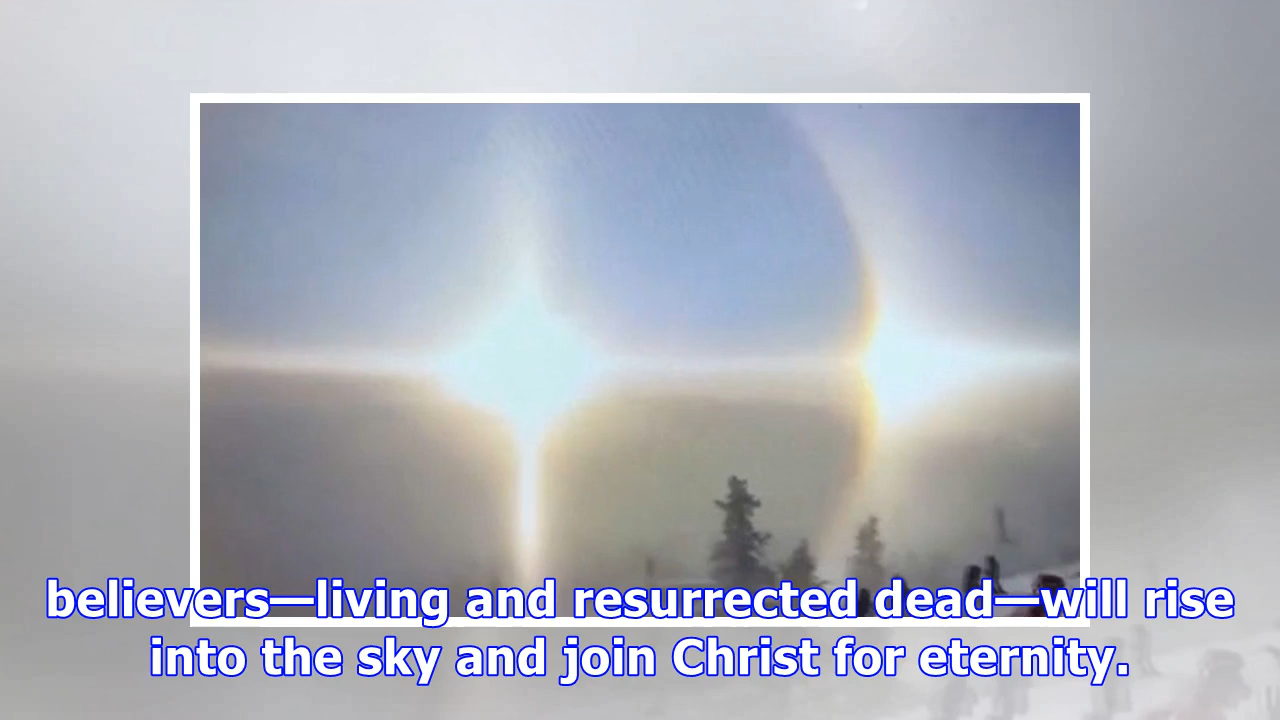 believers—living and resurrected dead—will rise
into the sky and join Christ for eternity.